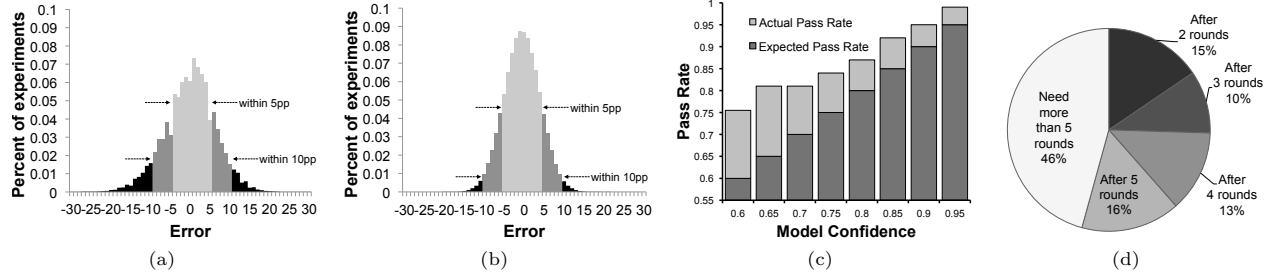 Percent of experiments
0.1
0.09
0.08
0.07
0.06
0.05
0.04
0.03
0.02
0.01
0
within 5pp
within 10pp
-30-25-20-15-10 -5 0 5 10 15 20 25 30
Error
(a)
Percent of experiments
0.1
0.09
0.08
0.07
0.06
0.05
0.04
0.03
0.02
0.01
0
within 5pp
within 10pp
-30-25-20-15-10 -5 0 5 10 15 20 25 30
Error
(b)
Pass Rate
1
0.95
0.9
0.85
0.8
0.75
0.7
0.65
0.6
0.55
Actual Pass Rate
Expected Pass Rate
0.6 0.65 0.7 0.75 0.8 0.85 0.9 0.95
Model Confidence
(c)
After
2 rounds
15%
After
3 rounds
10%
After
4 rounds
13%
After 5
rounds
16%
Need
more
than 5
rounds
46%
(d)